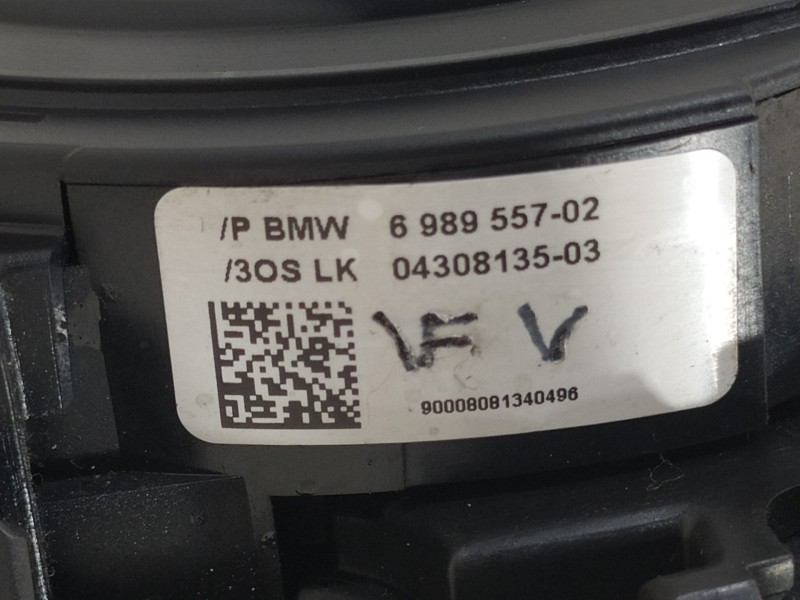 /P BMW 6 989 557-02
/3OS LK 04308135-03
VF V
90008081340496